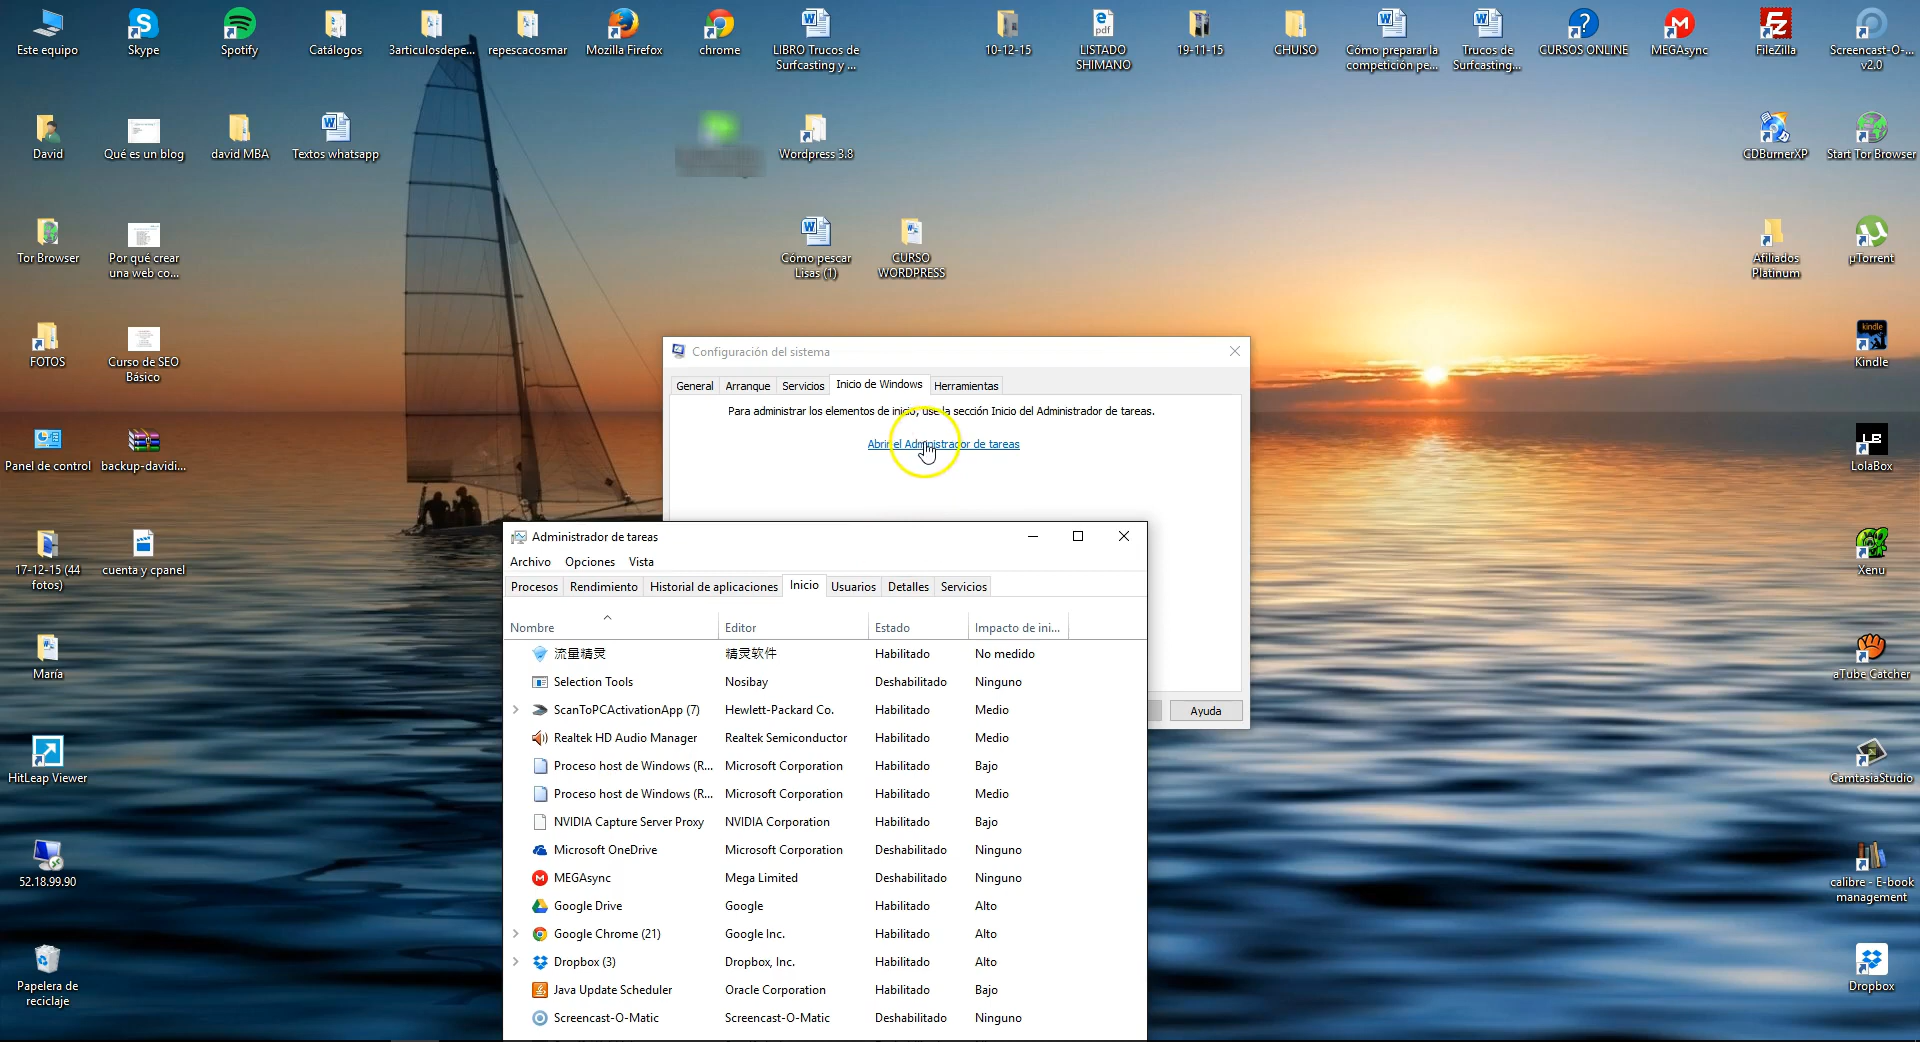 Este equipo
Skype
Spotify
Catálogos
3articulosdepe...
repescacosmar
Mozilla Firefox
chrome
LIBRO Trucos de
Surfcasting y ...
10-12-15
LISTADO
SHIMANO
19-11-15
CHUISO
Cómo preparar la
competición pe...
Trucos de
Surfcasting...
CURSOS ONLINE
MEGAsync
FileZilla
Screencast-O-...
v2.0
David
Qué es un blog
david MBA
Textos whatsapp
Wordpress 3.8
CDBurnerXP
Start Tor Browser
Tor Browser
Por qué crear
una web co...
Cómo pescar
Lisas (1)
CURSO
WORDPRESS
Afiliados
Platinum
µTorrent
FOTOS
Curso de SEO
Básico
Kindle
Panel de control
backup-davidi...
LolaBox
17-12-15 (44
fotos)
cuenta y cpanel
Xenu
María
aTube Catcher
HitLeap Viewer
CamtasiaStudio
52.18.99.90
calibre - E-book
management
Papelera de
reciclaje
Dropbox
Configuración del sistema
General Arranque Servicios Inicio de Windows Herramientas
Para administrar los elementos de inicio, use la sección Inicio del Administrador de tareas.
Abrir el Administrador de tareas
Ayuda
Administrador de tareas
Archivo Opciones Vista
Procesos Rendimiento Historial de aplicaciones Inicio Usuarios Detalles Servicios
Nombre Editor Estado Impacto de ini...
流量精灵 精灵软件 Habilitado No medido
Selection Tools Nosibay Deshabilitado Ninguno
ScanToPCActivationApp (7) Hewlett-Packard Co. Habilitado Medio
Realtek HD Audio Manager Realtek Semiconductor Habilitado Medio
Proceso host de Windows (R... Microsoft Corporation Habilitado Bajo
Proceso host de Windows (R... Microsoft Corporation Habilitado Medio
NVIDIA Capture Server Proxy NVIDIA Corporation Habilitado Bajo
Microsoft OneDrive Microsoft Corporation Deshabilitado Ninguno
MEGAsync Mega Limited Deshabilitado Ninguno
Google Drive Google Habilitado Alto
Google Chrome (21) Google Inc. Habilitado Alto
Dropbox (3) Dropbox, Inc. Habilitado Alto
Java Update Scheduler Oracle Corporation Habilitado Bajo
Screencast-O-Matic Screencast-O-Matic Deshabilitado Ninguno